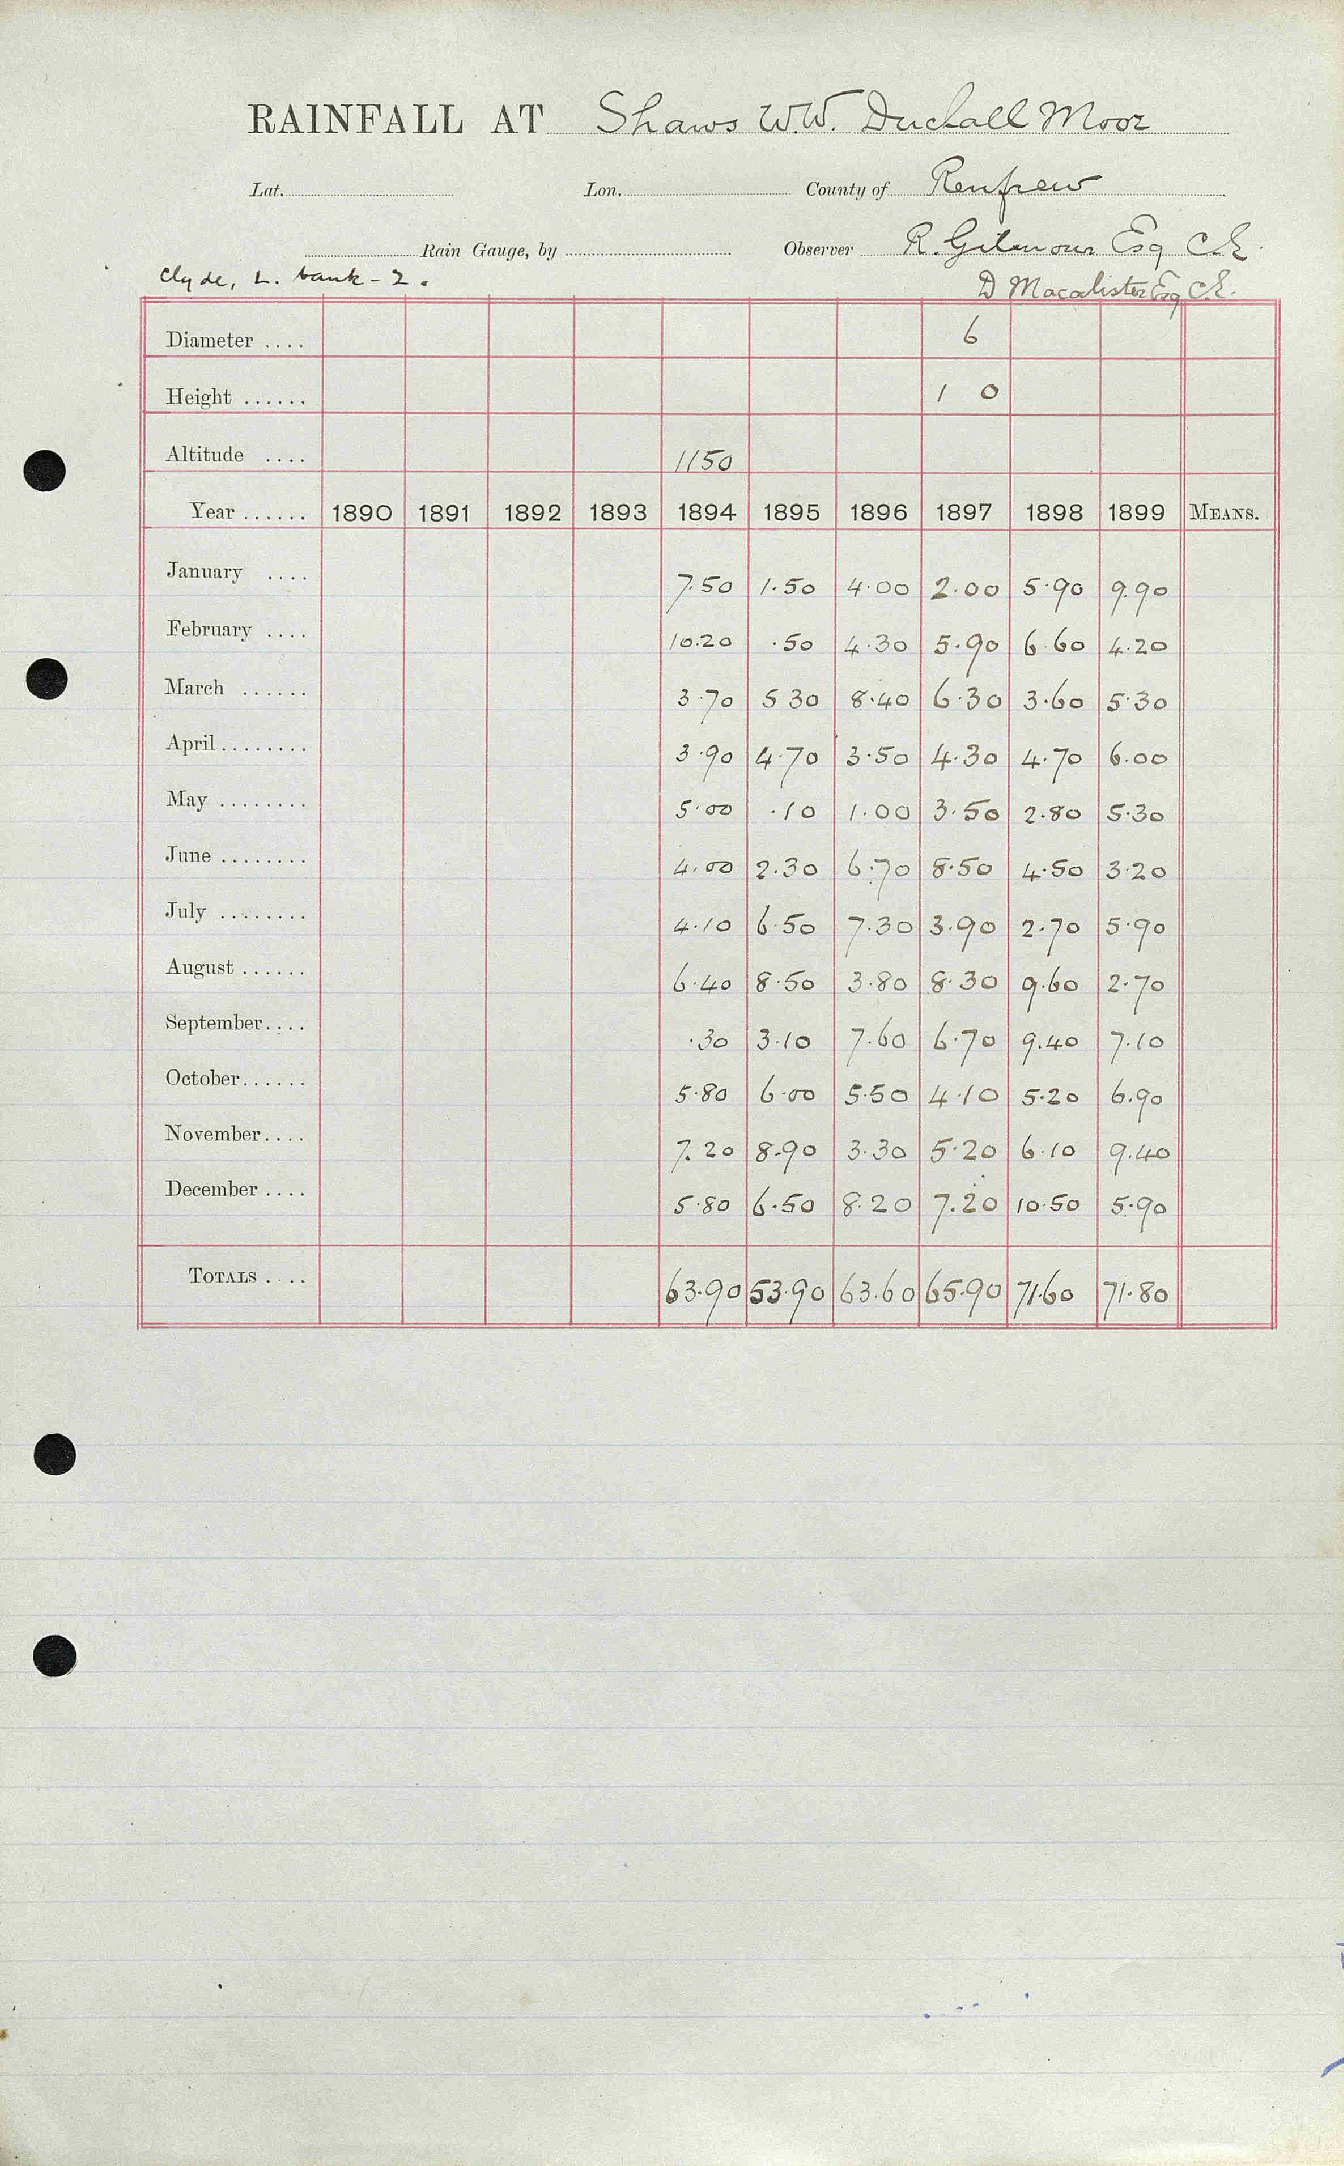 RAINFALL AT Shaws W.W. Duchall Moor
Lat. Lon. County of Renfrew
Rain Gauge, by Observer R. Gilmour Esq C.E.
Clyde, L. bank - 2. D Macalister Esq C.E.
Diameter .... 6
Height ...... 1 0
Altitude .... 1150
Year ...... 1890 1891 1892 1893 1894 1895 1896 1897 1898 1899 MEANS.
January .... 7.50 1.50 4.00 2.00 5.90 9.90
February .... 10.20 .50 4.30 5.90 6.60 4.20
March ...... 3.70 5 30 8.40 6.30 3.60 5.30
April........ 3.90 4.70 3.50 4.30 4.70 6.00
May ........ 5.00 .10 1.00 3.50 2.80 5.30
June ........ 4.00 2.30 6.70 8.50 4.50 3.20
July ........ 4.10 6.50 7.30 3.90 2.70 5.90
August ...... 6.40 8.50 3.80 8.30 9.60 2.70
September.... .30 3.10 7.60 6.70 9.40 7.10
October...... 5.80 6.00 5.50 4.10 5.20 6.90
November.... 7.20 8.90 3.30 5.20 6.10 9.40
December .... 5.80 6.50 8.20 7.20 10.50 5.90
TOTALS .... 63.90 53.90 63.60 65.90 71.60 71.80